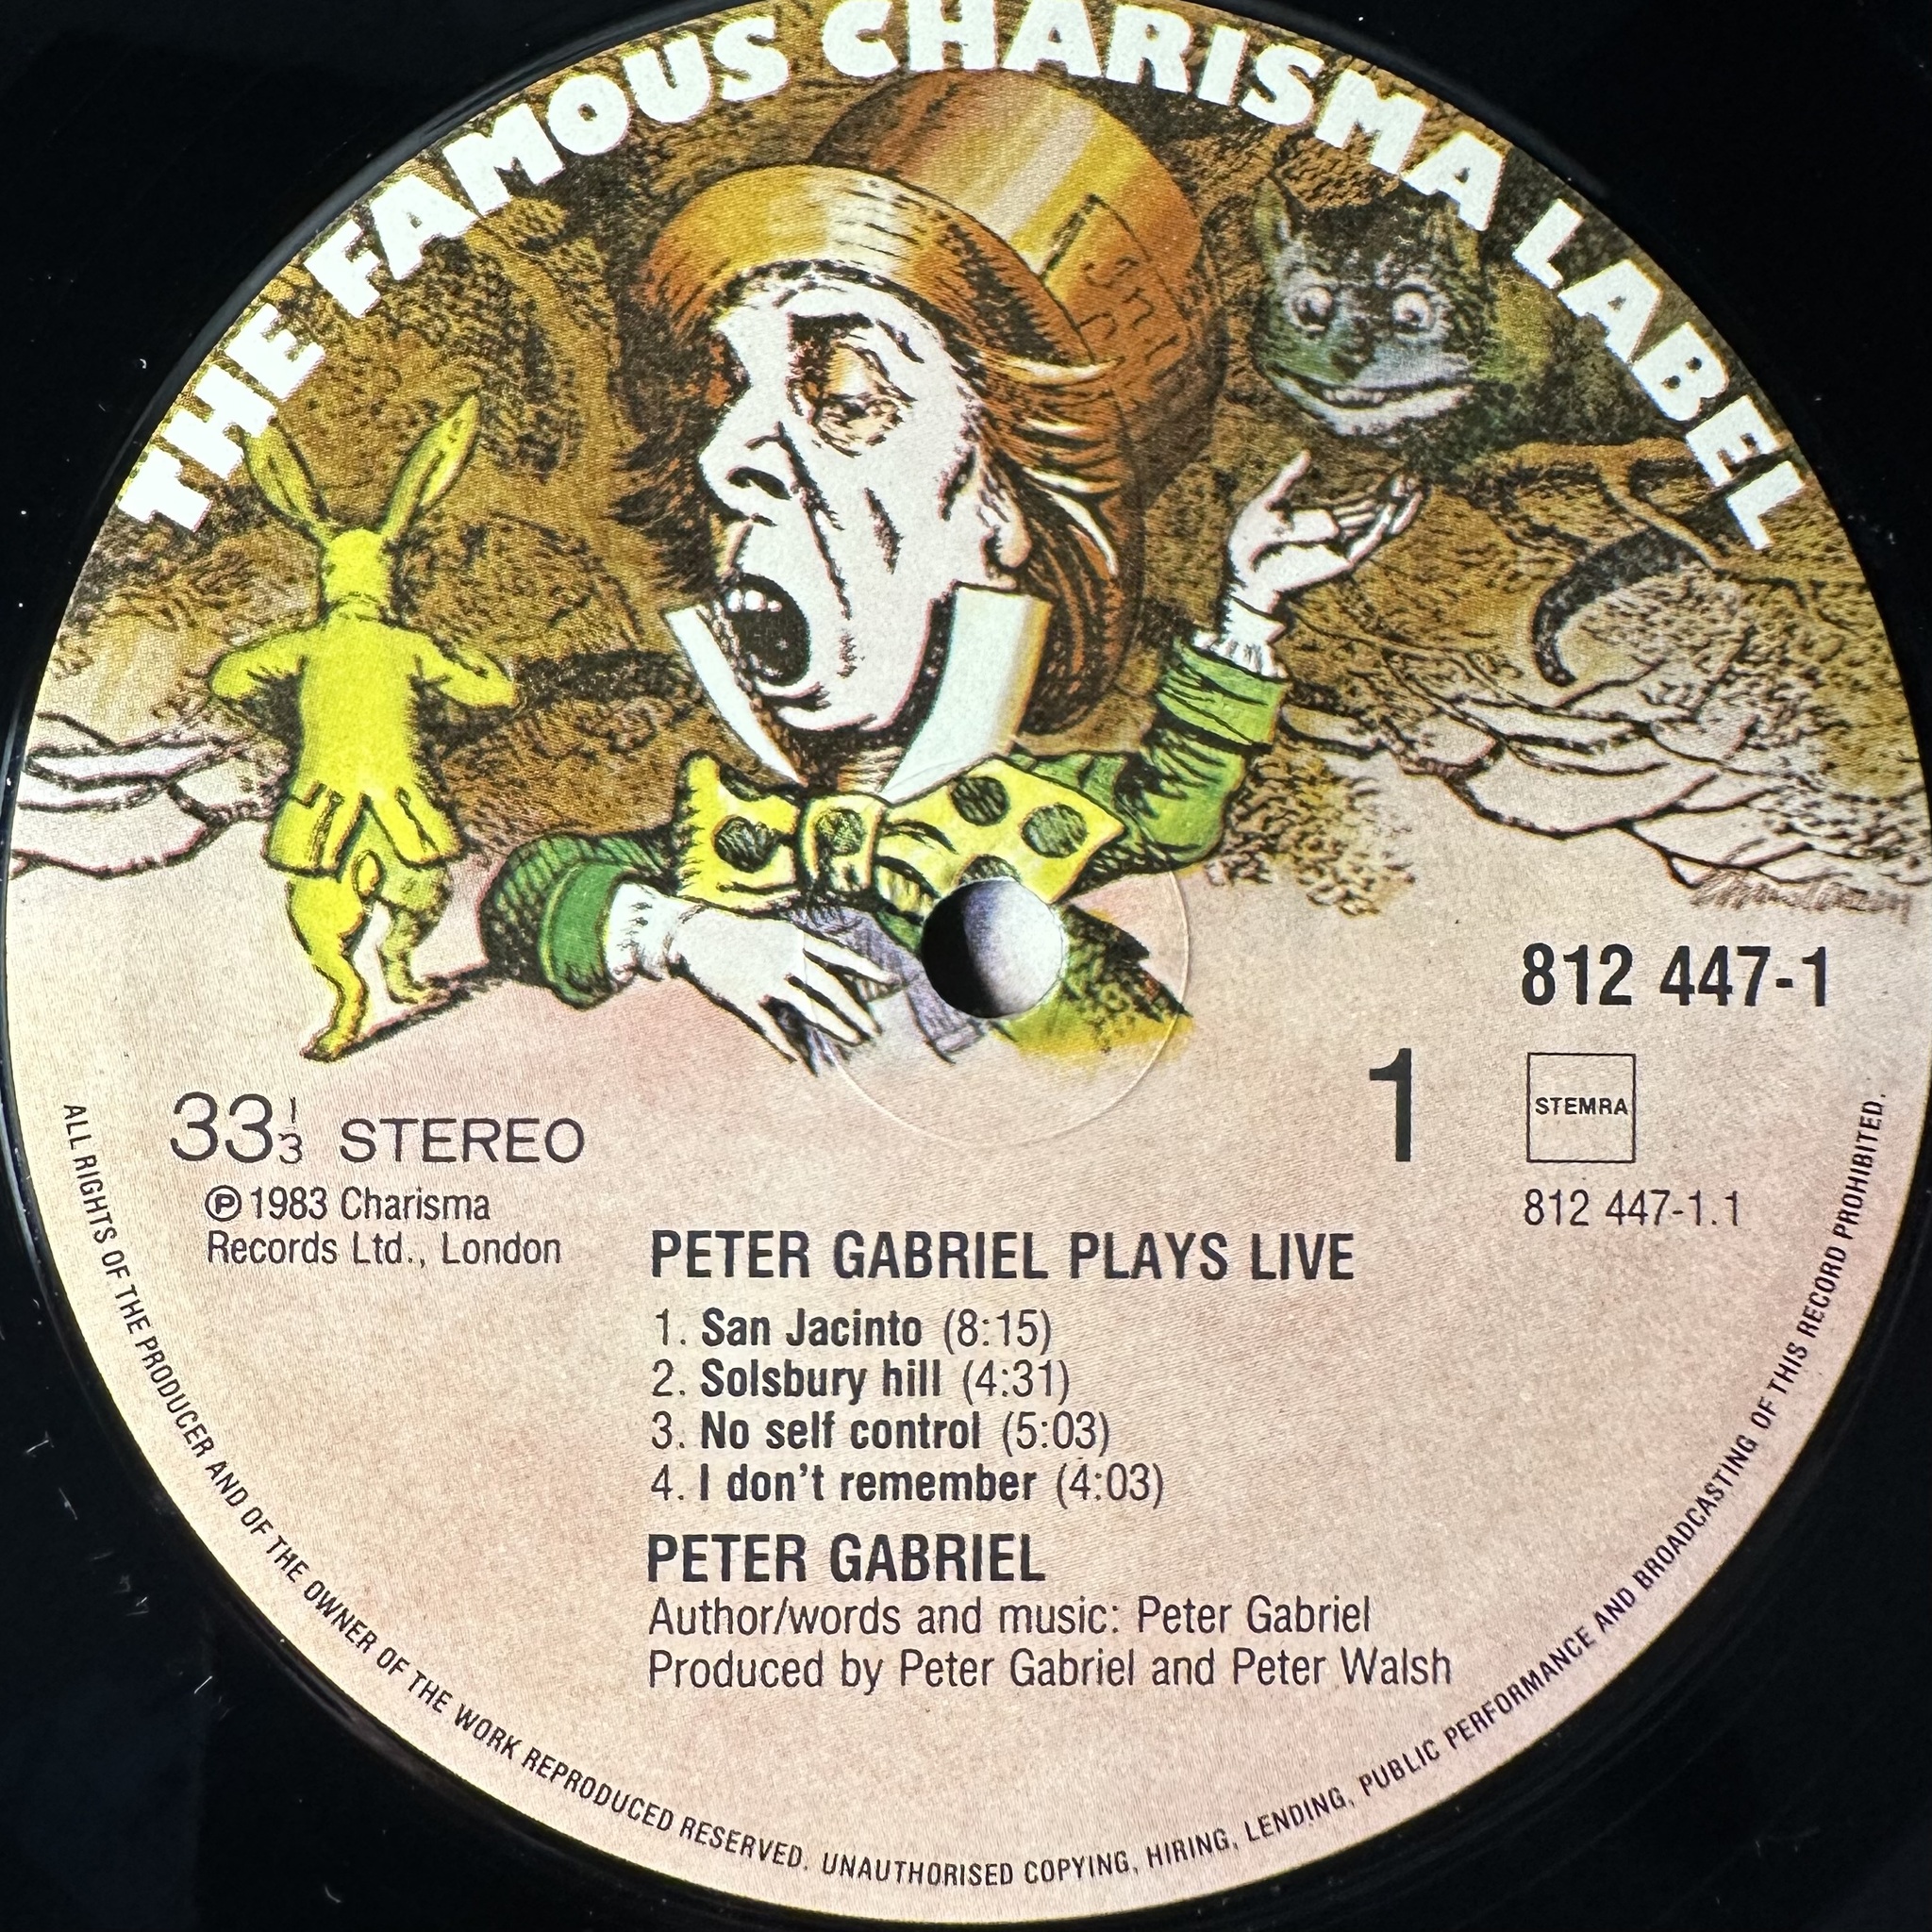 THE FAMOUS CHARISMA LABEL
812 447-1
33 1/3 STEREO
1
STEMRA
℗ 1983 Charisma
Records Ltd., London
812 447-1.1
PETER GABRIEL PLAYS LIVE
1. San Jacinto (8:15)
2. Solsbury hill (4:31)
3. No self control (5:03)
4. I don't remember (4:03)
PETER GABRIEL
Author/words and music: Peter Gabriel
Produced by Peter Gabriel and Peter Walsh
ALL RIGHTS OF THE PRODUCER AND OF THE OWNER OF THE WORK REPRODUCED RESERVED. UNAUTHORISED COPYING, HIRING, LENDING, PUBLIC PERFORMANCE AND BROADCASTING OF THIS RECORD PROHIBITED.